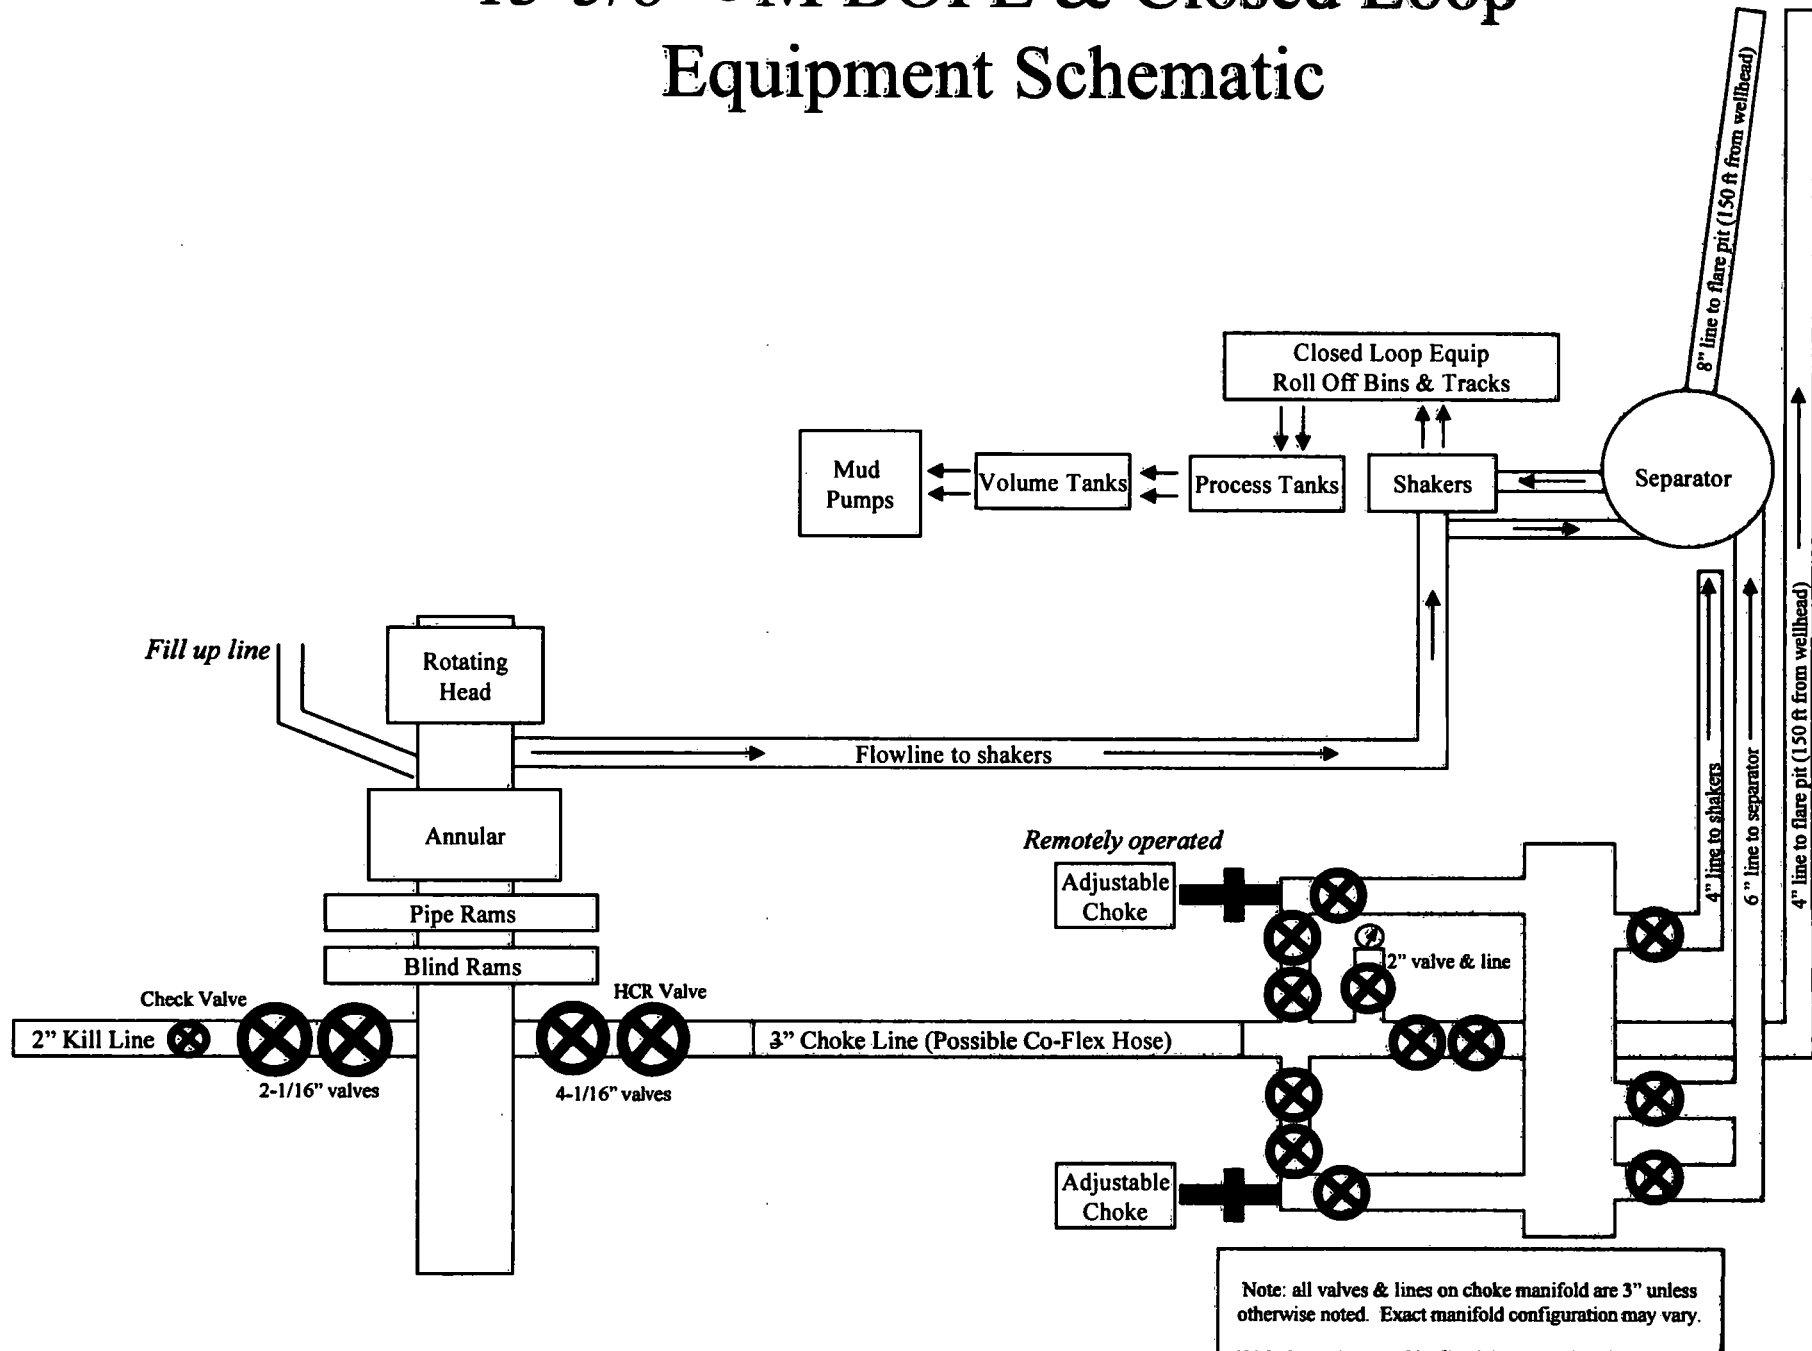 Equipment Schematic
8” line to flare pit (150 ft from wellhead)
Closed Loop Equip
Roll Off Bins & Tracks
Mud
Pumps
Volume Tanks
Process Tanks
Shakers
Separator
Fill up line
Rotating
Head
Flowline to shakers
Annular
Pipe Rams
Blind Rams
Check Valve
HCR Valve
2” Kill Line
2-1/16” valves
4-1/16” valves
3” Choke Line (Possible Co-Flex Hose)
Remotely operated
Adjustable
Choke
2” valve & line
Adjustable
Choke
4” line to shakers
6” line to separator
4” line to flare pit (150 ft from wellhead)
Note: all valves & lines on choke manifold are 3” unless
otherwise noted. Exact manifold configuration may vary.